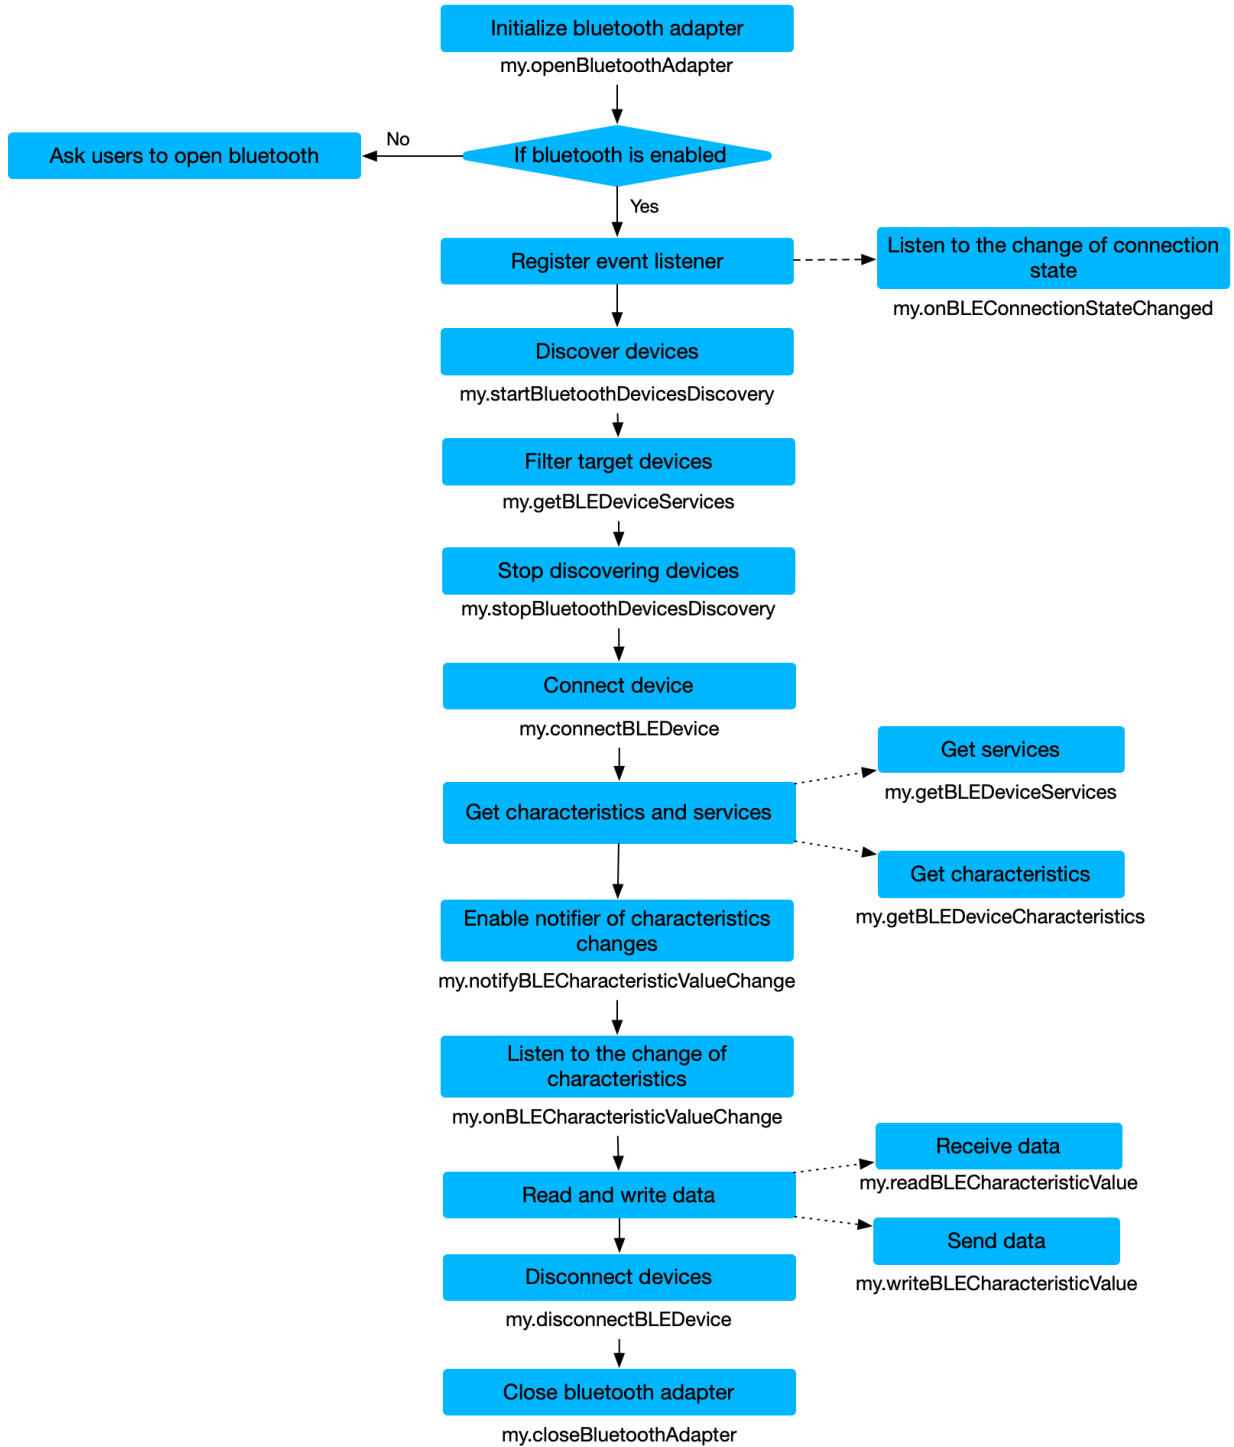 Initialize bluetooth adapter
my.openBluetoothAdapter
No
Ask users to open bluetooth
If bluetooth is enabled
Yes
Register event listener
Listen to the change of connection
state
my.onBLEConnectionStateChanged
Discover devices
my.startBluetoothDevicesDiscovery
Filter target devices
my.getBLEDeviceServices
Stop discovering devices
my.stopBluetoothDevicesDiscovery
Connect device
my.connectBLEDevice
Get services
my.getBLEDeviceServices
Get characteristics and services
Get characteristics
my.getBLEDeviceCharacteristics
Enable notifier of characteristics
changes
my.notifyBLECharacteristicValueChange
Listen to the change of
characteristics
my.onBLECharacteristicValueChange
Receive data
my.readBLECharacteristicValue
Read and write data
Send data
my.writeBLECharacteristicValue
Disconnect devices
my.disconnectBLEDevice
Close bluetooth adapter
my.closeBluetoothAdapter